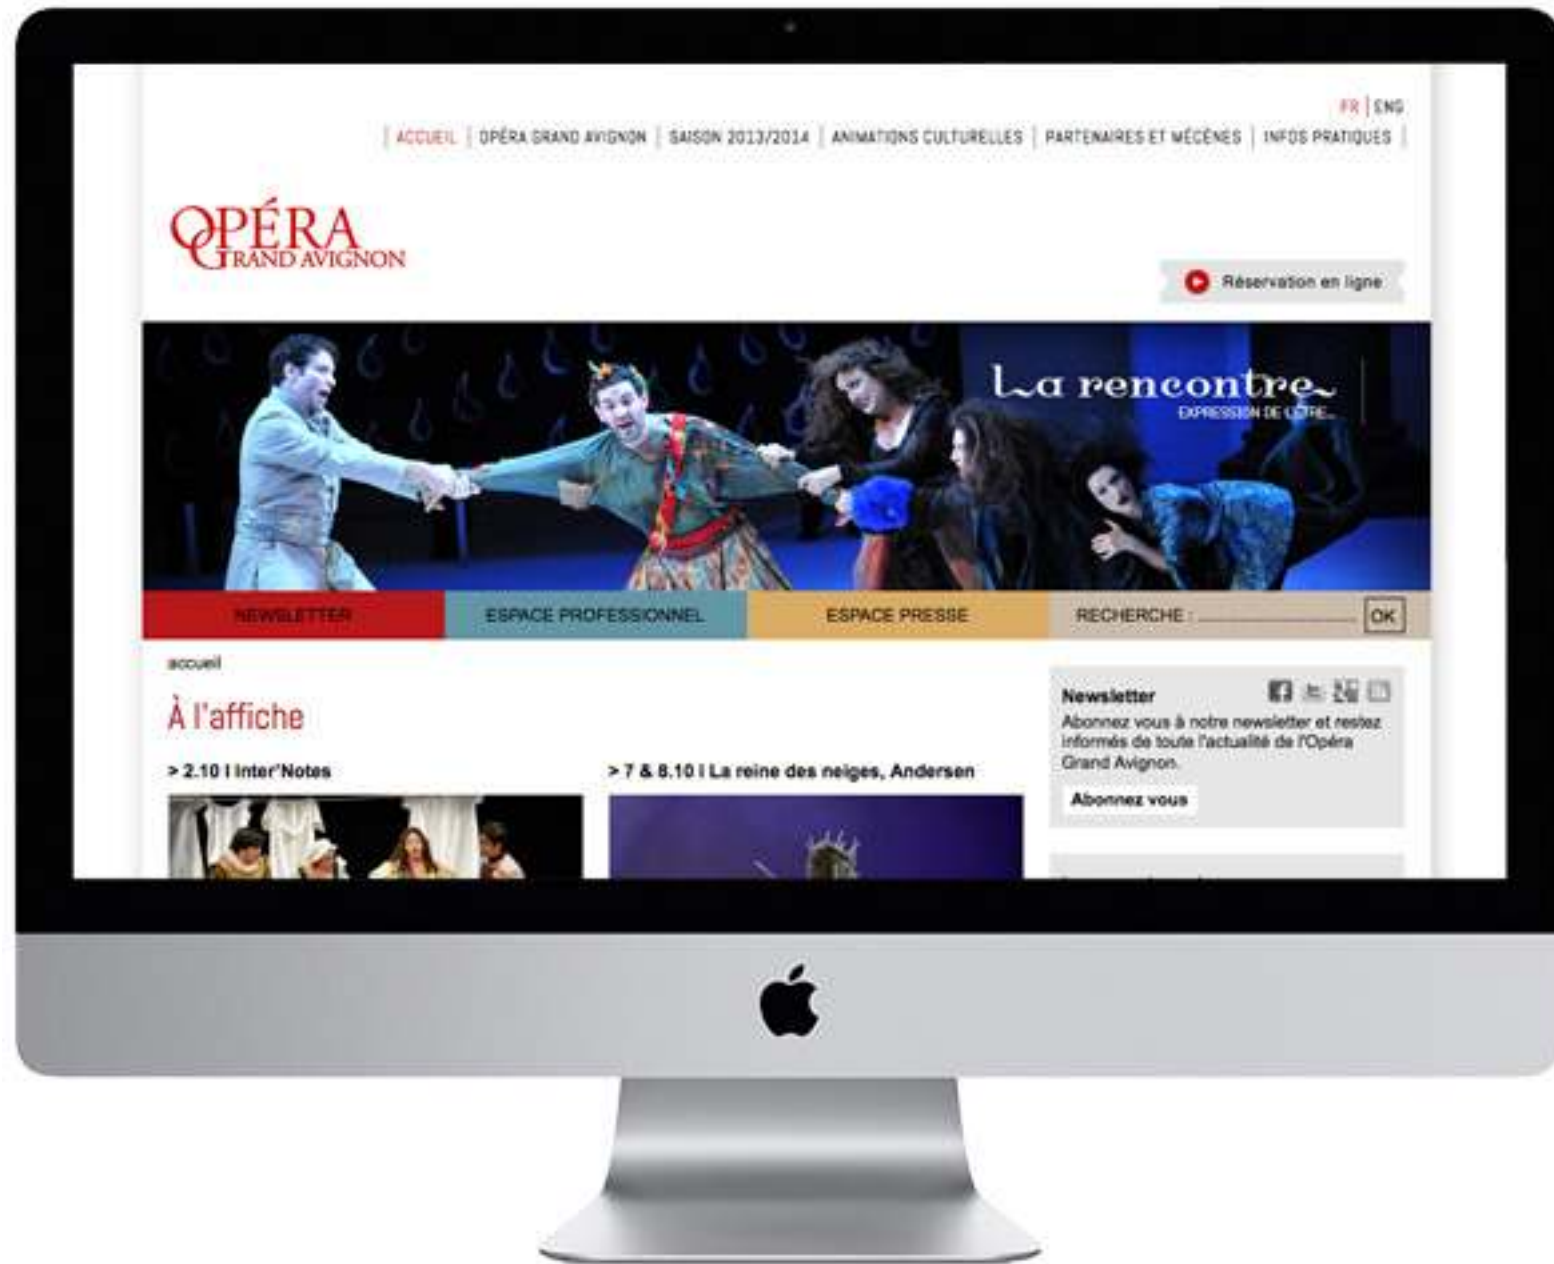 FR | ENG
| ACCUEIL | OPÉRA GRAND AVIGNON | SAISON 2013/2014 | ANIMATIONS CULTURELLES | PARTENAIRES ET MÉCÈNES | INFOS PRATIQUES |
OPÉRA
GRAND AVIGNON
Réservation en ligne
La rencontre
EXPRESSION DE L'ÊTRE...
NEWSLETTER
ESPACE PROFESSIONNEL
ESPACE PRESSE
RECHERCHE :
OK
accueil
À l'affiche
> 2.10 I Inter'Notes
> 7 & 8.10 I La reine des neiges, Andersen
Newsletter
Abonnez vous à notre newsletter et restez
informés de toute l'actualité de l'Opéra
Grand Avignon.
Abonnez vous